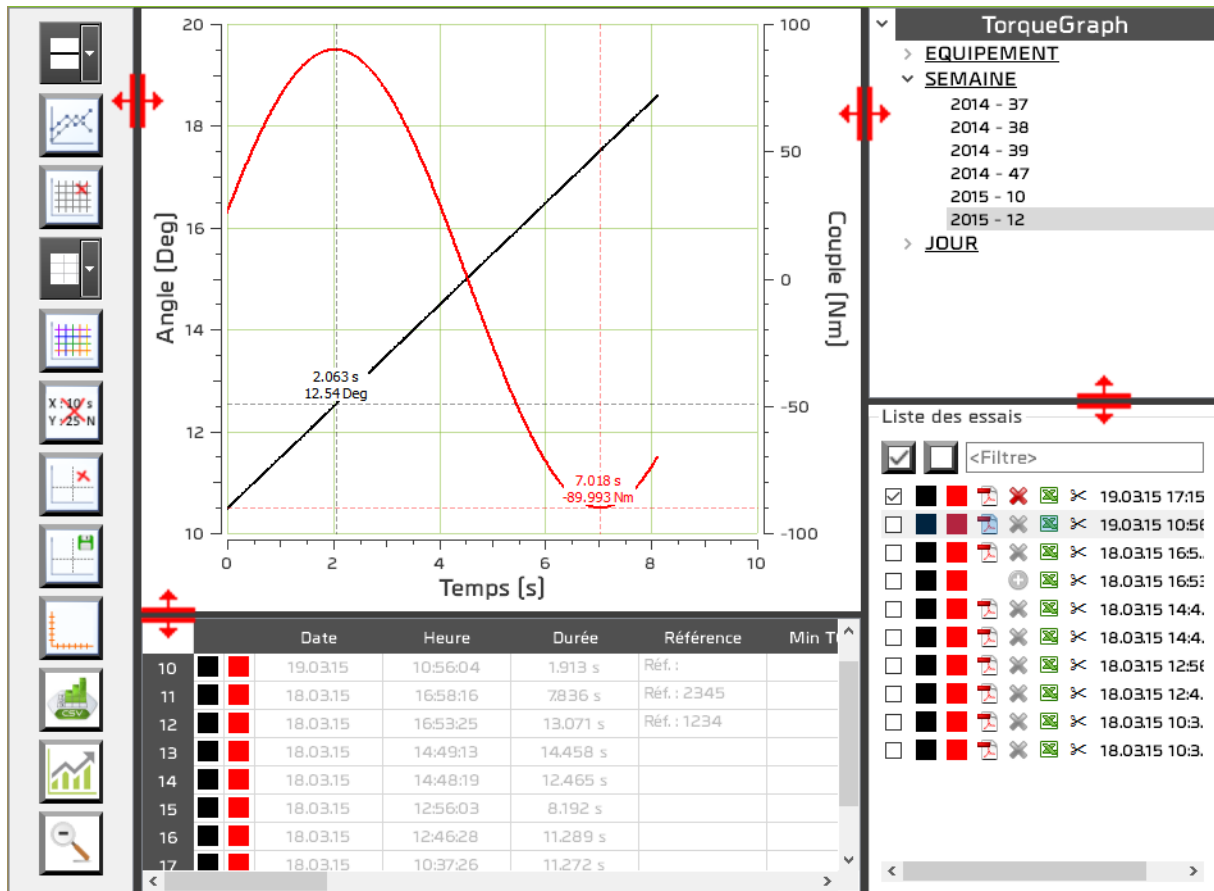 X : 10 s
Y : 25 N
CSV
20
18
16
14
12
10
Angle [Deg]
100
50
0
-50
-100
Couple [Nm]
2.063 s
12.54 Deg
7.018 s
-89.993 Nm
0 2 4 6 8 10
Temps [s]
Date Heure Durée Référence Min T
10 19.03.15 10:56:04 1.913 s Réf. :
11 18.03.15 16:58:16 7.836 s Réf. : 2345
12 18.03.15 16:53:25 13.071 s Réf. : 1234
13 18.03.15 14:49:13 14.458 s
14 18.03.15 14:48:19 12.465 s
15 18.03.15 12:56:03 8.192 s
16 18.03.15 12:46:28 11.289 s
17 18.03.15 10:37:26 11.272 s
TorqueGraph
EQUIPEMENT
SEMAINE
2014 - 37
2014 - 38
2014 - 39
2014 - 47
2015 - 10
2015 - 12
JOUR
Liste des essais
<Filtre>
19.03.15 17:15
19.03.15 10:56
18.03.15 16:5..
18.03.15 16:53
18.03.15 14:4.
18.03.15 14:4.
18.03.15 12:56
18.03.15 12:4.
18.03.15 10:3.
18.03.15 10:3.